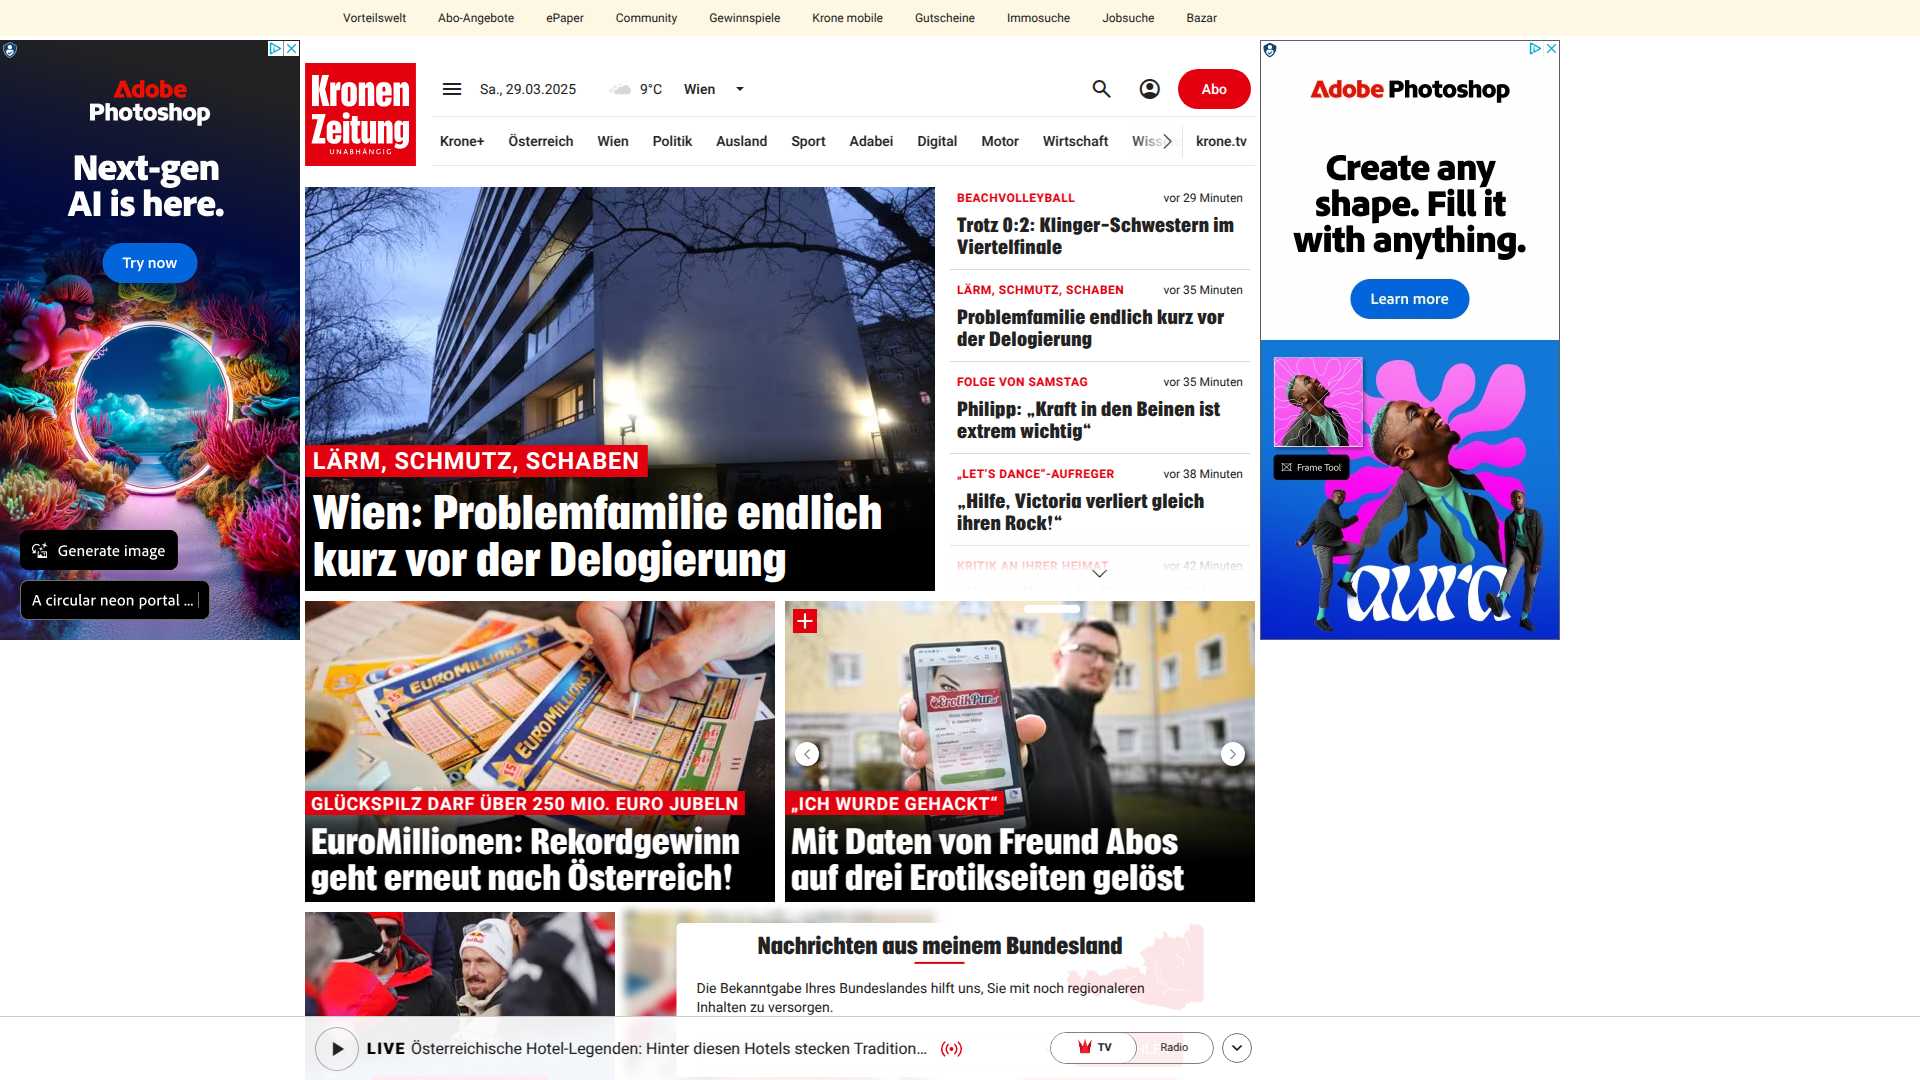 Vorteilswelt Abo-Angebote ePaper Community Gewinnspiele Krone mobile Gutscheine Immosuche Jobsuche Bazar
Adobe
Photoshop
Next-gen
AI is here.
Try now
Generate image
A circular neon portal ...
Kronen
Zeitung
UNABHÄNGIG
Sa., 29.03.2025 9°C Wien
Abo
Krone+ Österreich Wien Politik Ausland Sport Adabei Digital Motor Wirtschaft Wiss krone.tv
LÄRM, SCHMUTZ, SCHABEN
Wien: Problemfamilie endlich
kurz vor der Delogierung
BEACHVOLLEYBALL vor 29 Minuten
Trotz 0:2: Klinger-Schwestern im
Viertelfinale
LÄRM, SCHMUTZ, SCHABEN vor 35 Minuten
Problemfamilie endlich kurz vor
der Delogierung
FOLGE VON SAMSTAG vor 35 Minuten
Philipp: „Kraft in den Beinen ist
extrem wichtig“
„LET’S DANCE“-AUFREGER vor 38 Minuten
„Hilfe, Victoria verliert gleich
ihren Rock!“
KRITIK AN IHRER HEIMAT vor 42 Minuten
Adobe Photoshop
Create any
shape. Fill it
with anything.
Learn more
Frame Tool
aura
EUROMILLIONS
EUROMILLIONS
GLÜCKSPILZ DARF ÜBER 250 MIO. EURO JUBELN
EuroMillionen: Rekordgewinn
geht erneut nach Österreich!
ErotikPur
„ICH WURDE GEHACKT“
Mit Daten von Freund Abos
auf drei Erotikseiten gelöst
Nachrichten aus meinem Bundesland
Die Bekanntgabe Ihres Bundeslandes hilft uns, Sie mit noch regionaleren
Inhalten zu versorgen.
LIVE Österreichische Hotel-Legenden: Hinter diesen Hotels stecken Tradition...
TV Radio